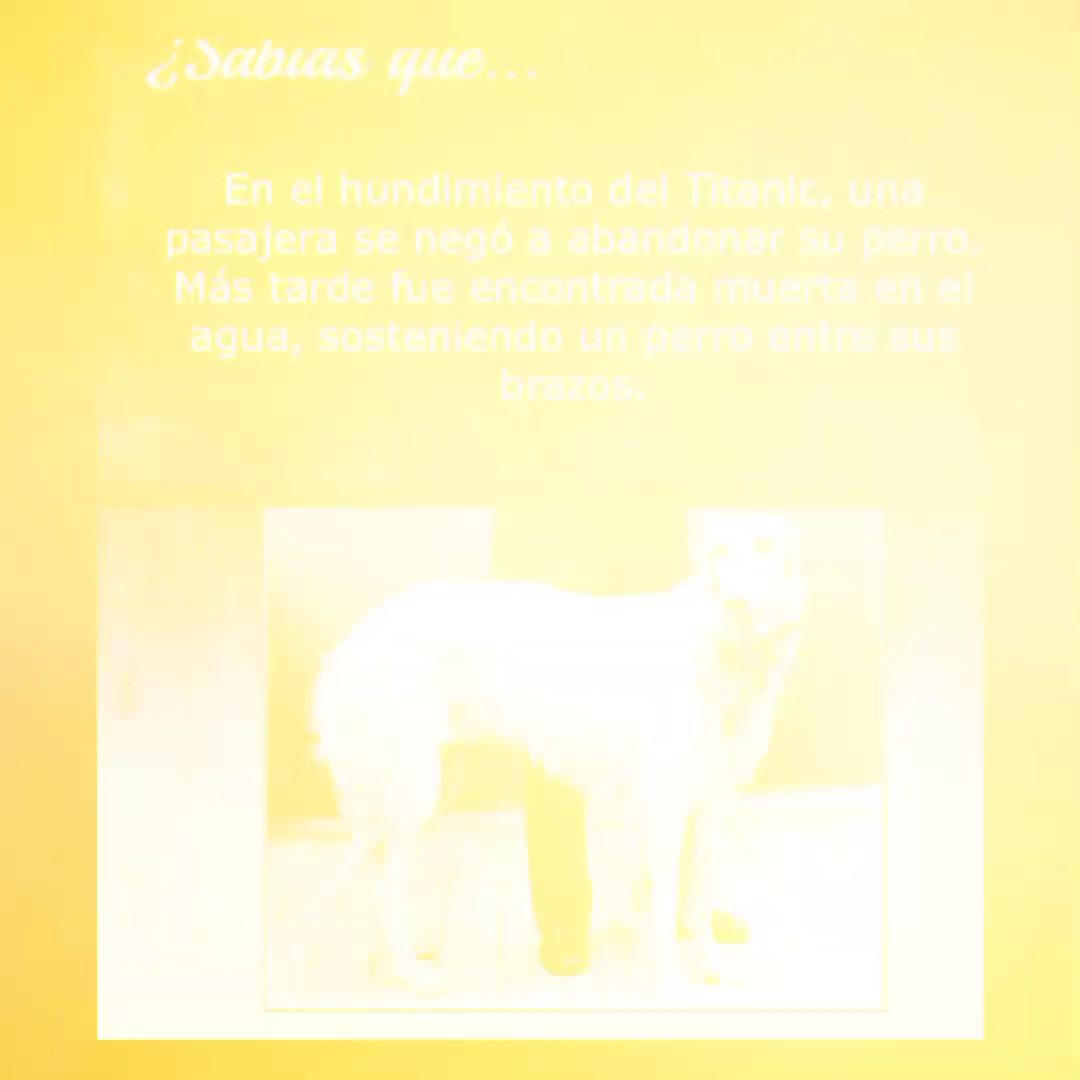 ¿Sabías que...
En el hundimiento del Titanic, una
pasajera se negó a abandonar su perro.
Más tarde fue encontrada muerta en el
agua, sosteniendo un perro entre sus
brazos.